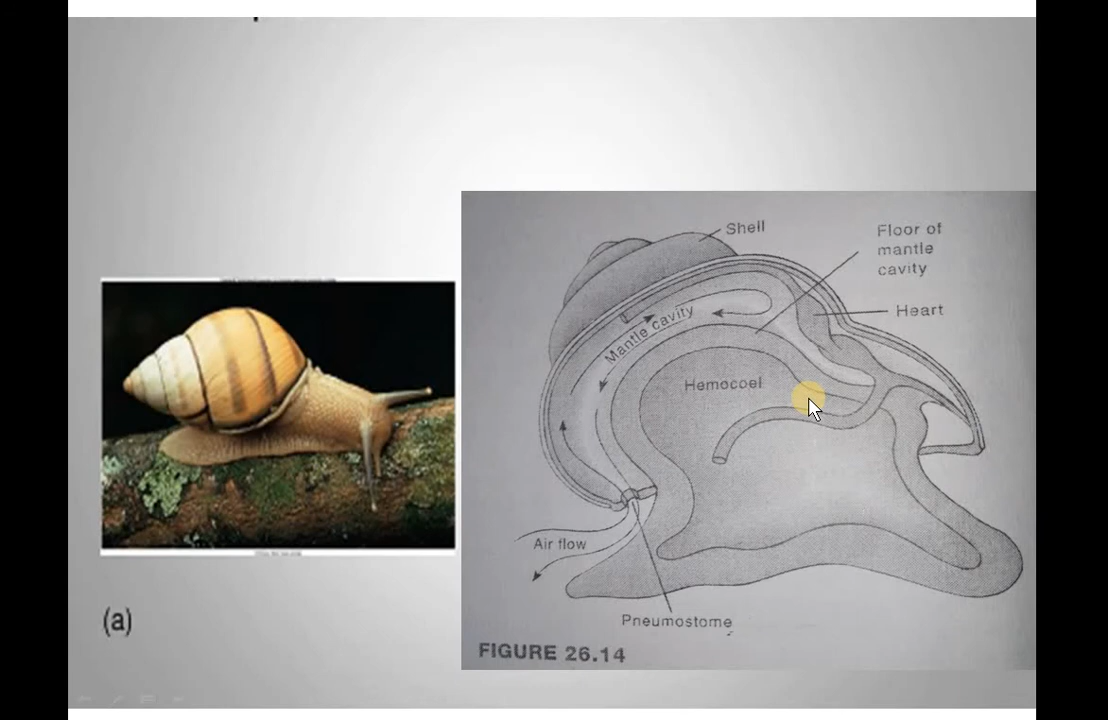 Shell
Floor of
mantle
cavity
Heart
Mantle cavity
Hemocoel
Air flow
Pneumostome
(a)
FIGURE 26.14